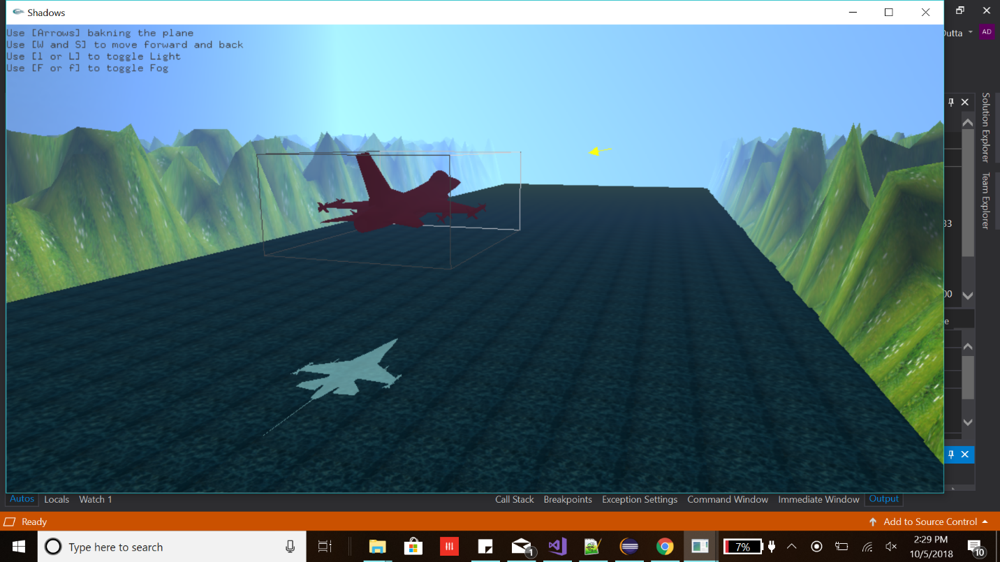 Shadows
Use [Arrows] bakning the plane
Use [W and S] to move forward and back
Use [l or L] to toggle Light
Use [F or f] to toggle Fog
Dutta
AD
Solution Explorer
Team Explorer
33
00
e
Autos Locals Watch 1
Call Stack Breakpoints Exception Settings Command Window Immediate Window Output
Ready
Add to Source Control
Type here to search
1
7%
2:29 PM
10/5/2018
10